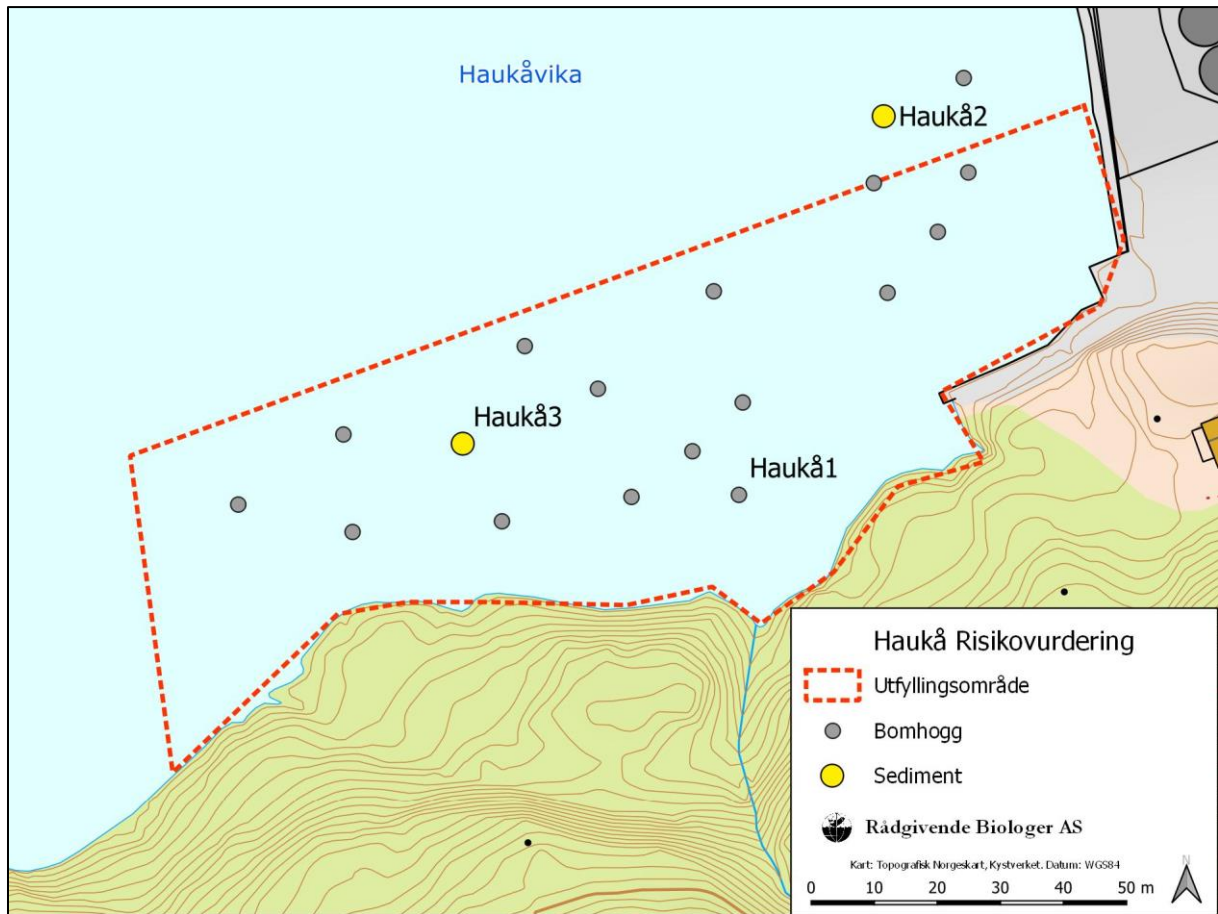 Haukåvika
Haukå2
Haukå3
Haukå1
Haukå Risikovurdering
Utfyllingsområde
Bomhogg
Sediment
Rådgivende Biologer AS
Kart: Topografisk Norgeskart, Kystverket. Datum: WGS84
N
0 10 20 30 40 50 m